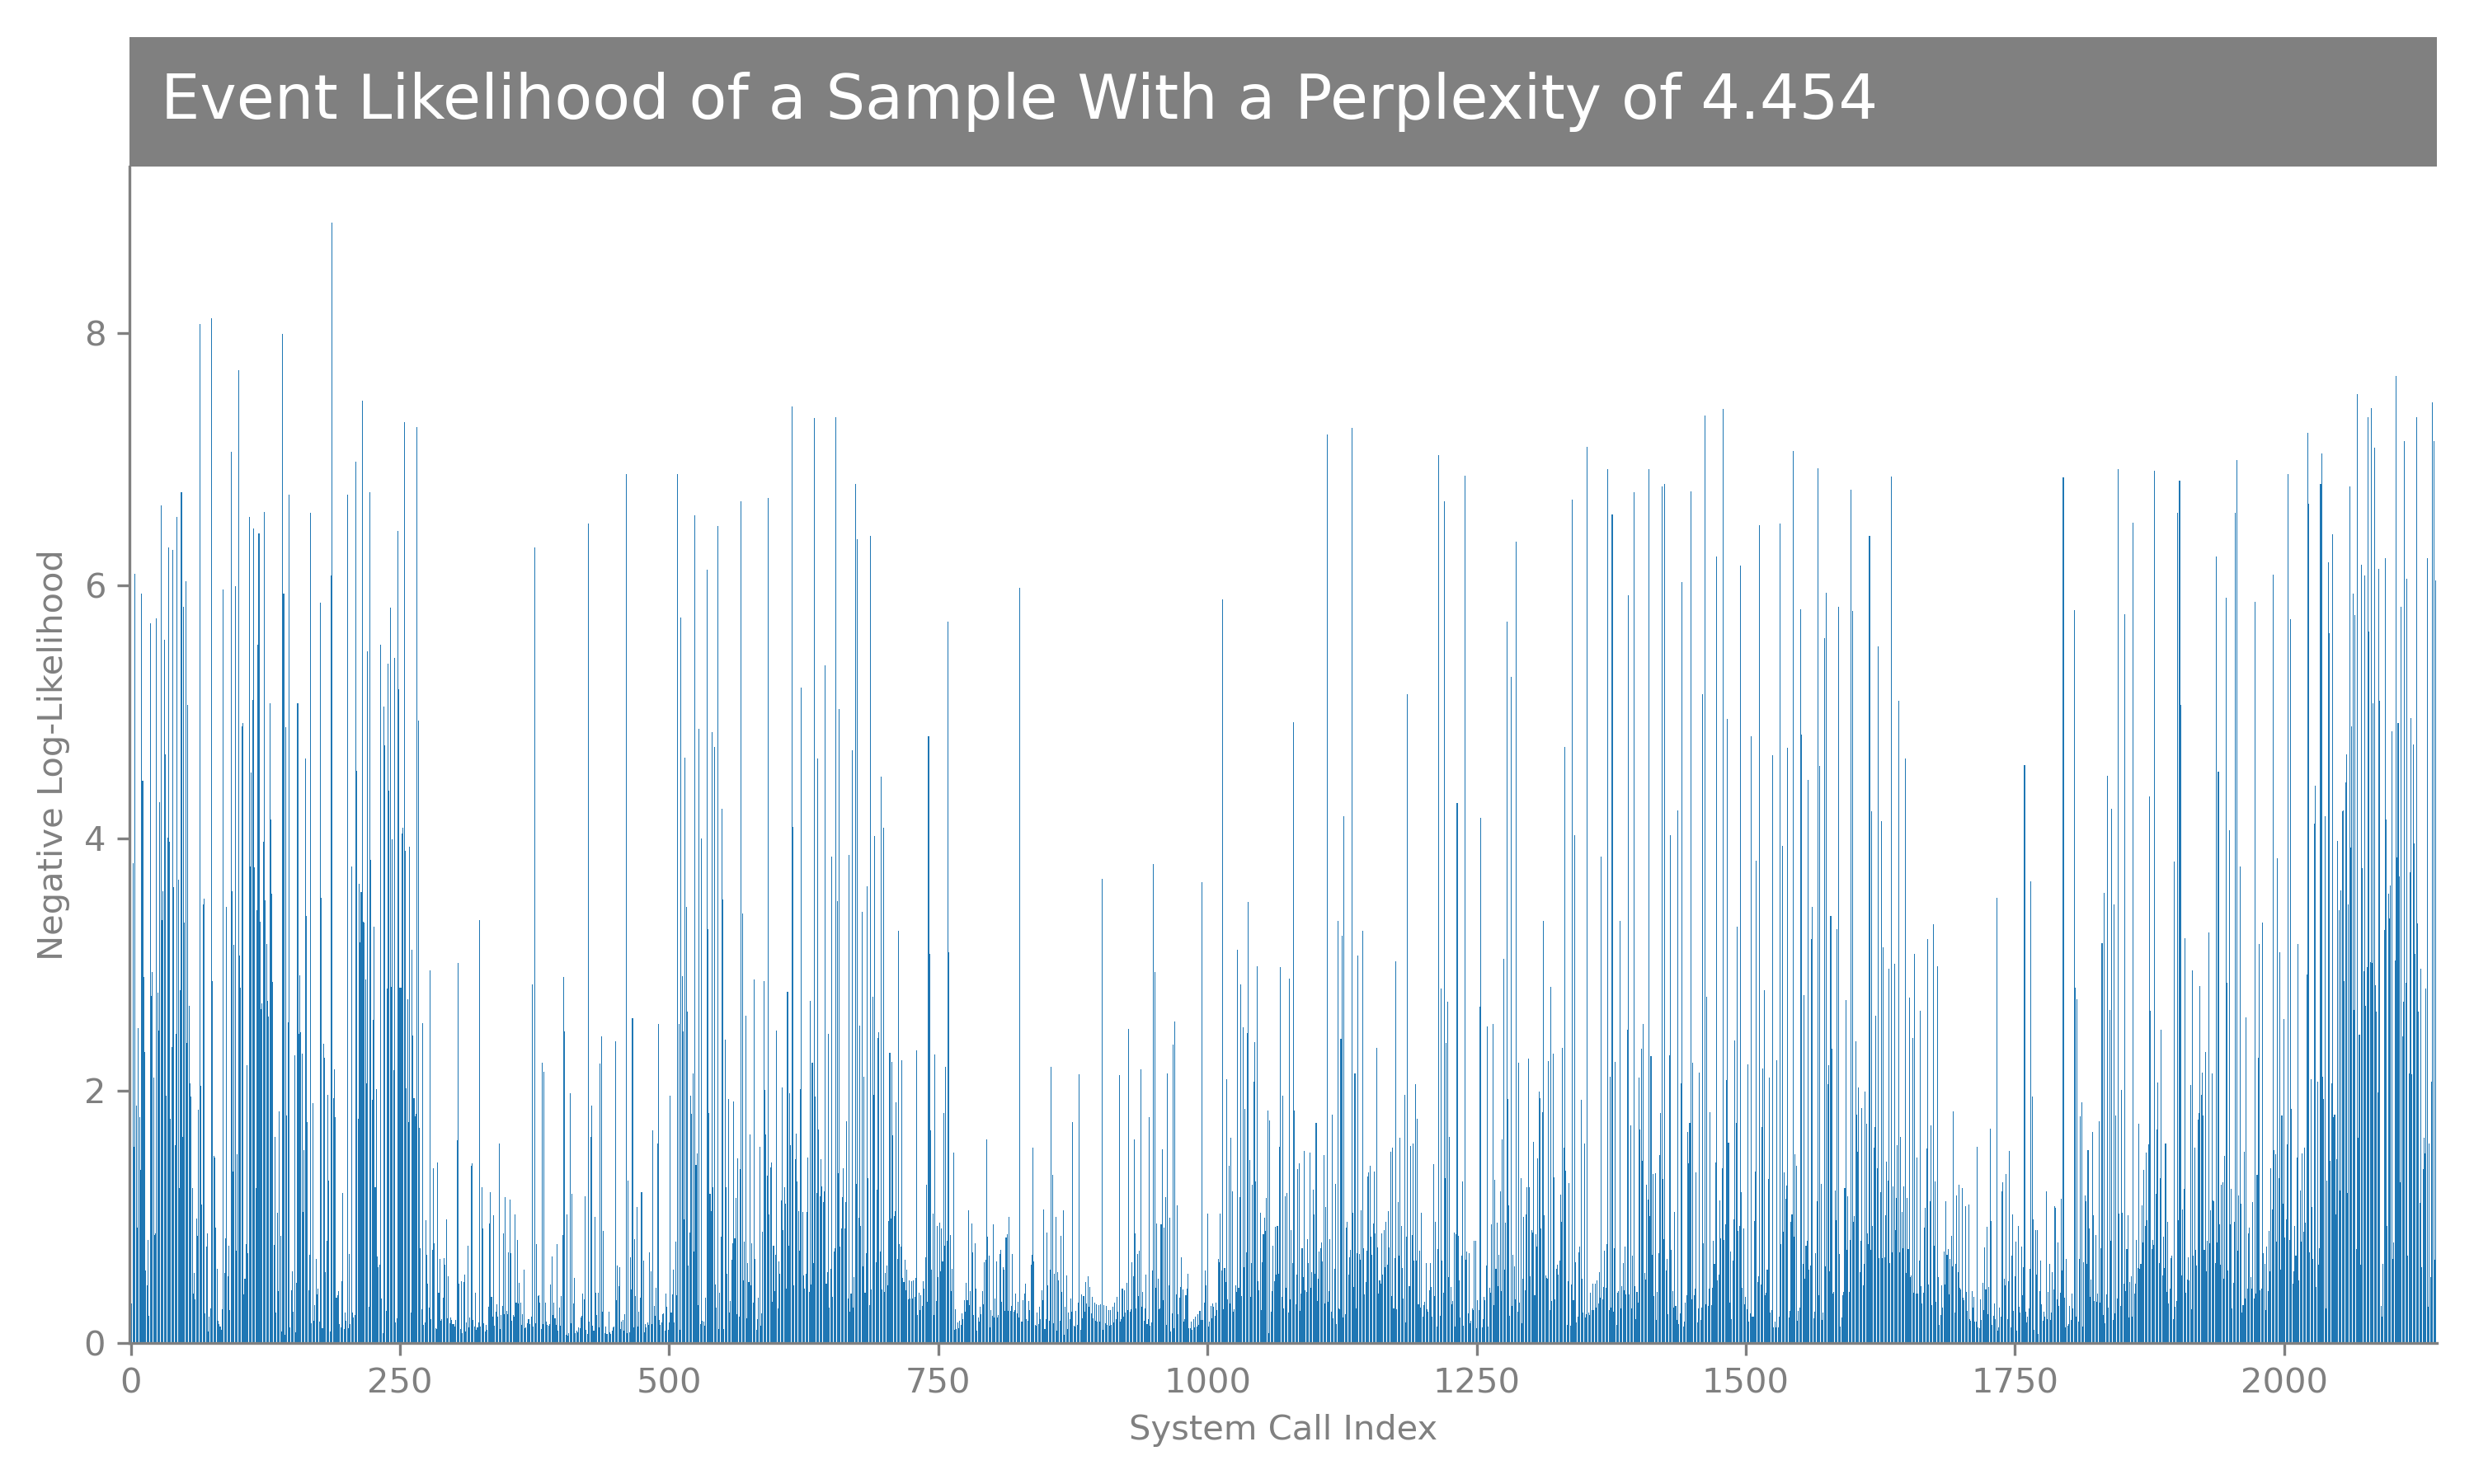 Event Likelihood of a Sample With a Perplexity of 4.454
Negative Log-Likelihood
8
6
4
2
0
0 250 500 750 1000 1250 1500 1750 2000
System Call Index